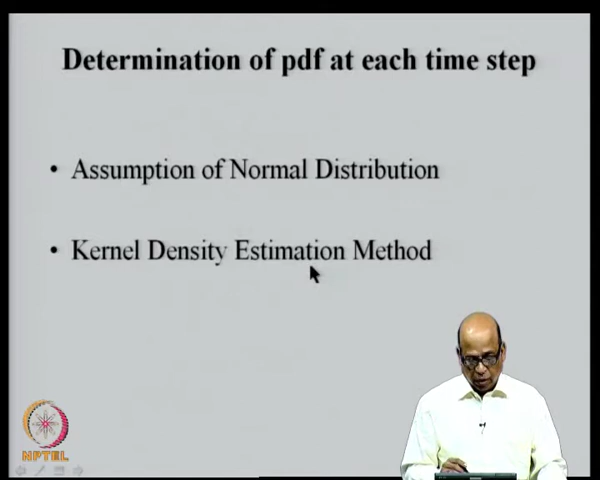 Determination of pdf at each time step
• Assumption of Normal Distribution
• Kernel Density Estimation Method
NPTEL